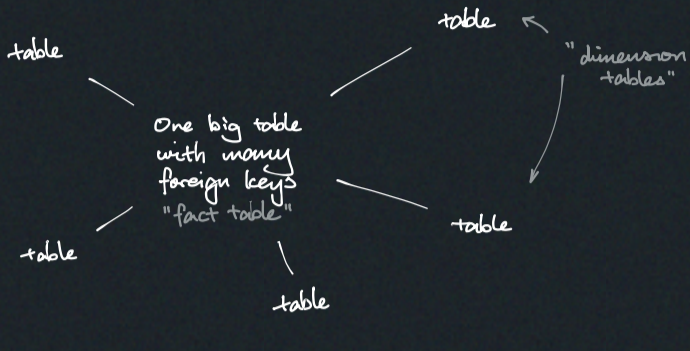 table
"dimension
tables"
table
One big table
with many
foreign keys
"fact table"
table
table
table